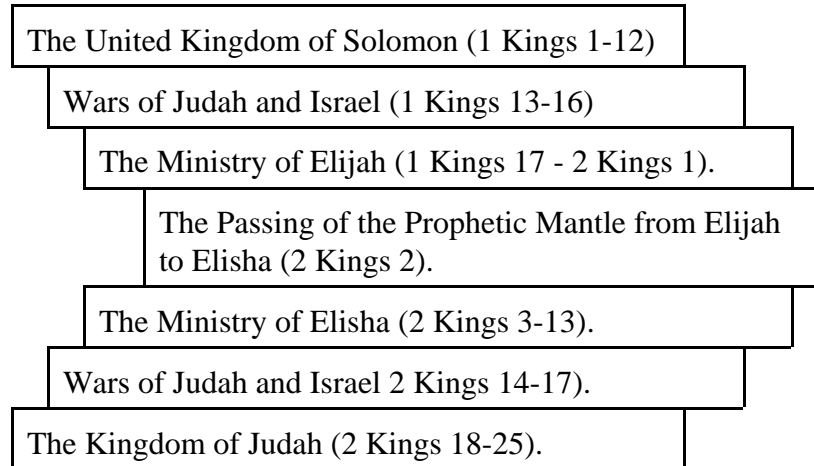 The United Kingdom of Solomon (1 Kings 1-12)
Wars of Judah and Israel (1 Kings 13-16)
The Ministry of Elijah (1 Kings 17 - 2 Kings 1).
The Passing of the Prophetic Mantle from Elijah
to Elisha (2 Kings 2).
The Ministry of Elisha (2 Kings 3-13).
Wars of Judah and Israel 2 Kings 14-17).
The Kingdom of Judah (2 Kings 18-25).